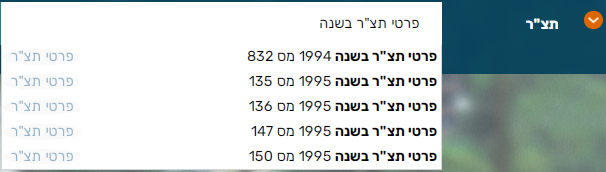 תצ"ר
פרטי תצ"ר בשנה
פרטי תצ"ר בשנה 1994 מס 832 פרטי תצ"ר
פרטי תצ"ר בשנה 1995 מס 135 פרטי תצ"ר
פרטי תצ"ר בשנה 1995 מס 136 פרטי תצ"ר
פרטי תצ"ר בשנה 1995 מס 147 פרטי תצ"ר
פרטי תצ"ר בשנה 1995 מס 150 פרטי תצ"ר